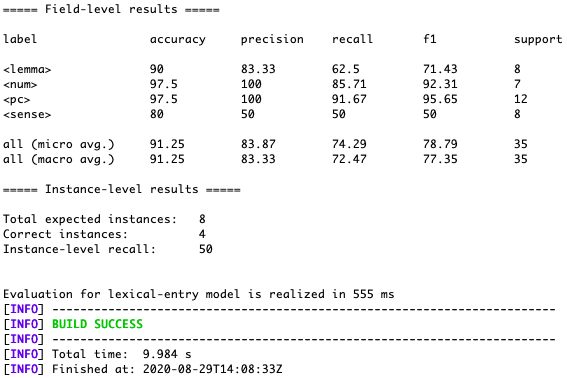 ===== Field-level results =====
label accuracy precision recall f1 support
<lemma> 90 83.33 62.5 71.43 8
<num> 97.5 100 85.71 92.31 7
<pc> 97.5 100 91.67 95.65 12
<sense> 80 50 50 50 8
all (micro avg.) 91.25 83.87 74.29 78.79 35
all (macro avg.) 91.25 83.33 72.47 77.35 35
===== Instance-level results =====
Total expected instances: 8
Correct instances: 4
Instance-level recall: 50
Evaluation for lexical-entry model is realized in 555 ms
[INFO] ------------------------------------------------------------------------
[INFO] BUILD SUCCESS
[INFO] ------------------------------------------------------------------------
[INFO] Total time: 9.984 s
[INFO] Finished at: 2020-08-29T14:08:33Z